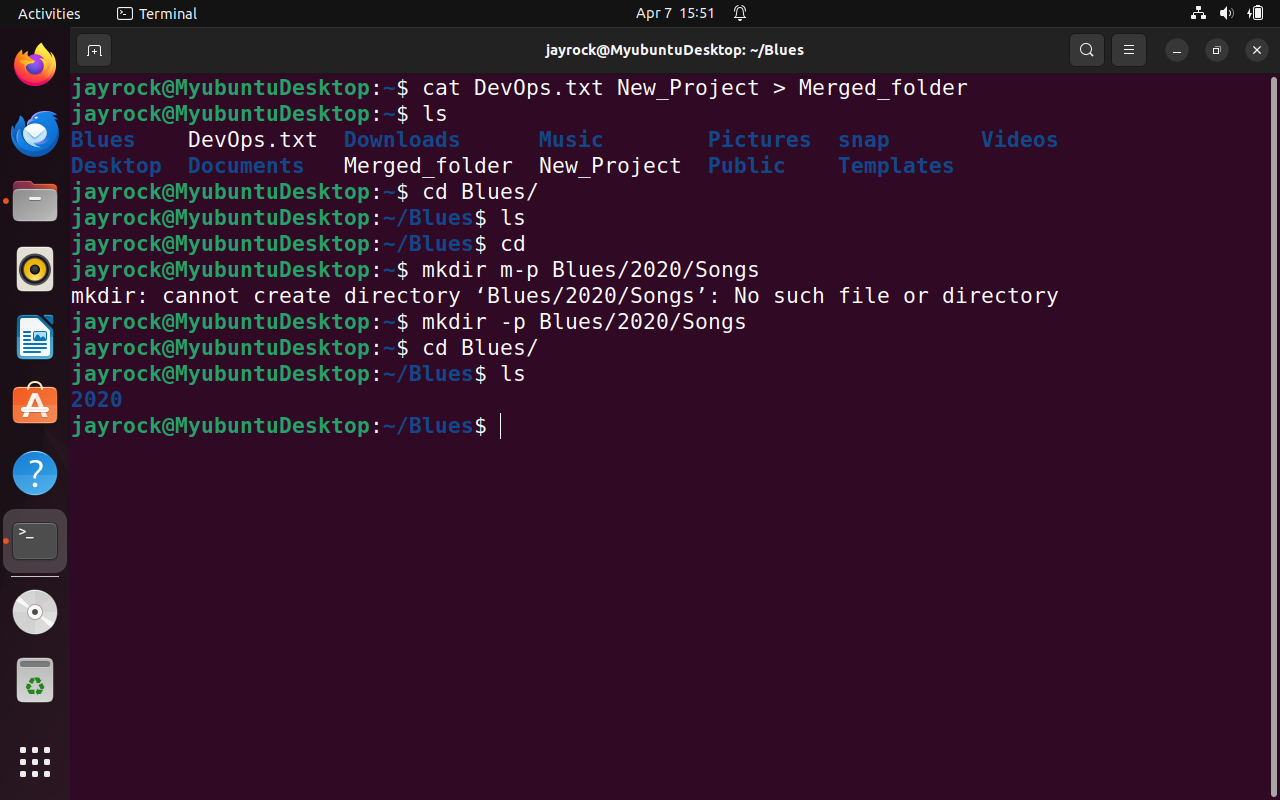 Activities Terminal Apr 7 15:51
jayrock@MyubuntuDesktop: ~/Blues
jayrock@MyubuntuDesktop:~$ cat DevOps.txt New_Project > Merged_folder
jayrock@MyubuntuDesktop:~$ ls
Blues DevOps.txt Downloads Music Pictures snap Videos
Desktop Documents Merged_folder New_Project Public Templates
jayrock@MyubuntuDesktop:~$ cd Blues/
jayrock@MyubuntuDesktop:~/Blues$ ls
jayrock@MyubuntuDesktop:~/Blues$ cd
jayrock@MyubuntuDesktop:~$ mkdir m-p Blues/2020/Songs
mkdir: cannot create directory ‘Blues/2020/Songs’: No such file or directory
jayrock@MyubuntuDesktop:~$ mkdir -p Blues/2020/Songs
jayrock@MyubuntuDesktop:~$ cd Blues/
jayrock@MyubuntuDesktop:~/Blues$ ls
2020
jayrock@MyubuntuDesktop:~/Blues$